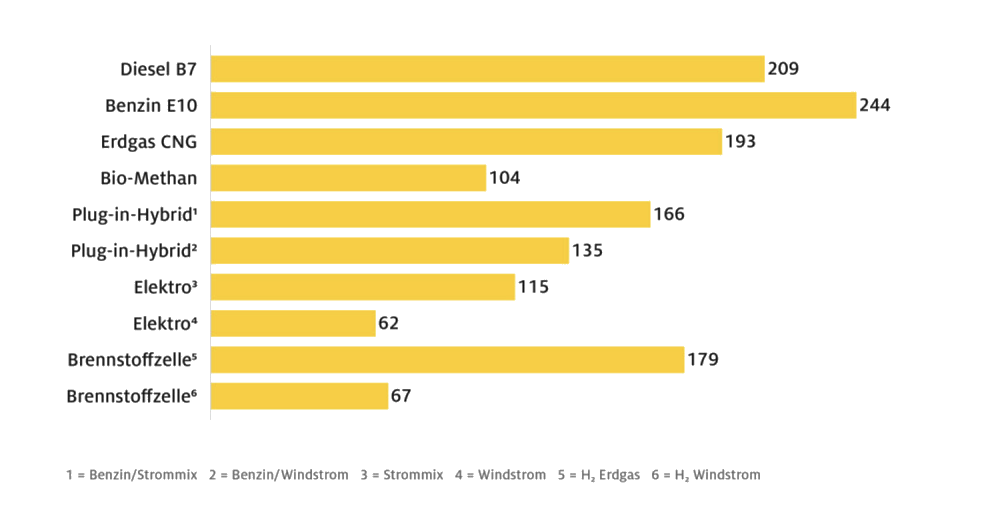 Diesel B7 209
Benzin E10 244
Erdgas CNG 193
Bio-Methan 104
Plug-in-Hybrid¹ 166
Plug-in-Hybrid² 135
Elektro³ 115
Elektro⁴ 62
Brennstoffzelle⁵ 179
Brennstoffzelle⁶ 67
1 = Benzin/Strommix 2 = Benzin/Windstrom 3 = Strommix 4 = Windstrom 5 = H₂ Erdgas 6 = H₂ Windstrom